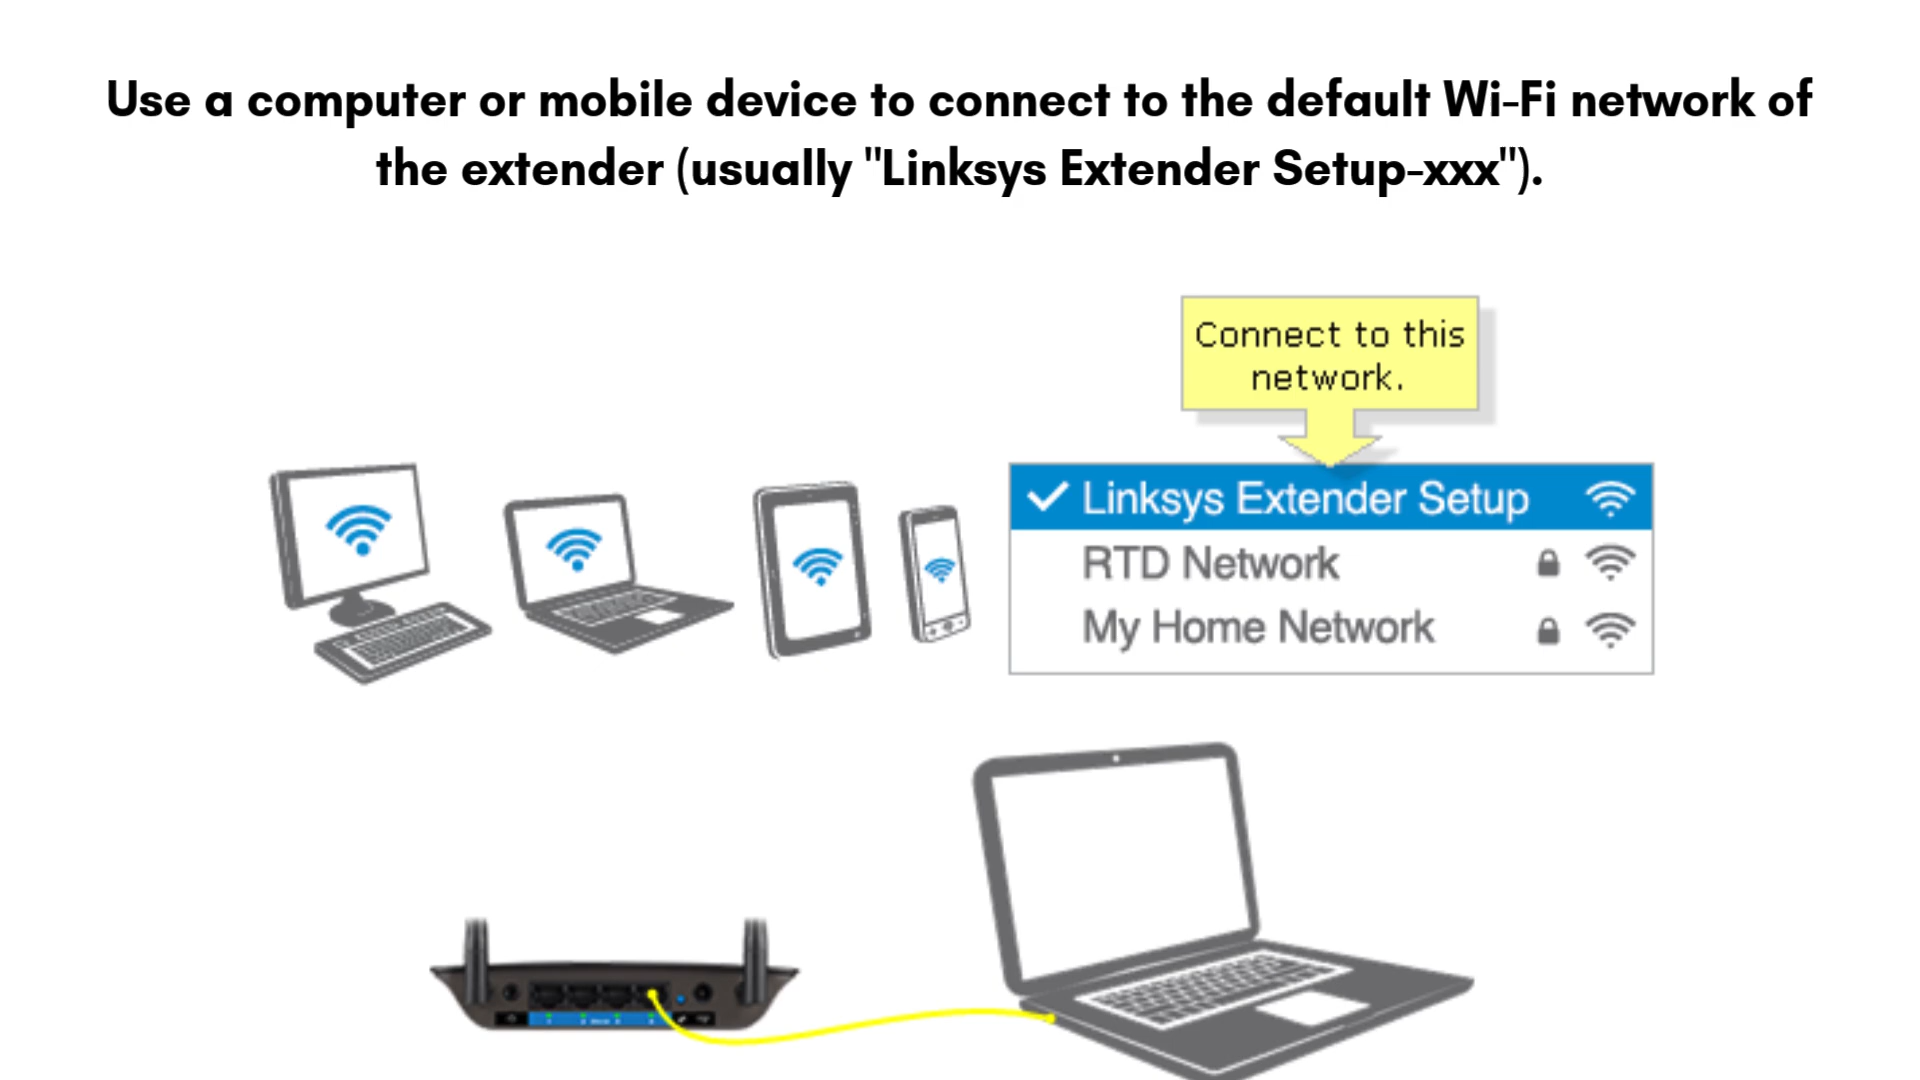 Use a computer or mobile device to connect to the default Wi-Fi network of
the extender (usually "Linksys Extender Setup-xxx").
Connect to this
network.
Linksys Extender Setup
RTD Network
My Home Network